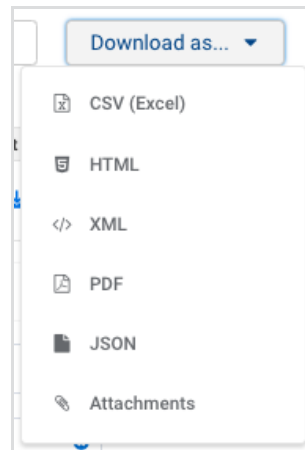 Download as...
CSV (Excel)
HTML
XML
PDF
JSON
Attachments